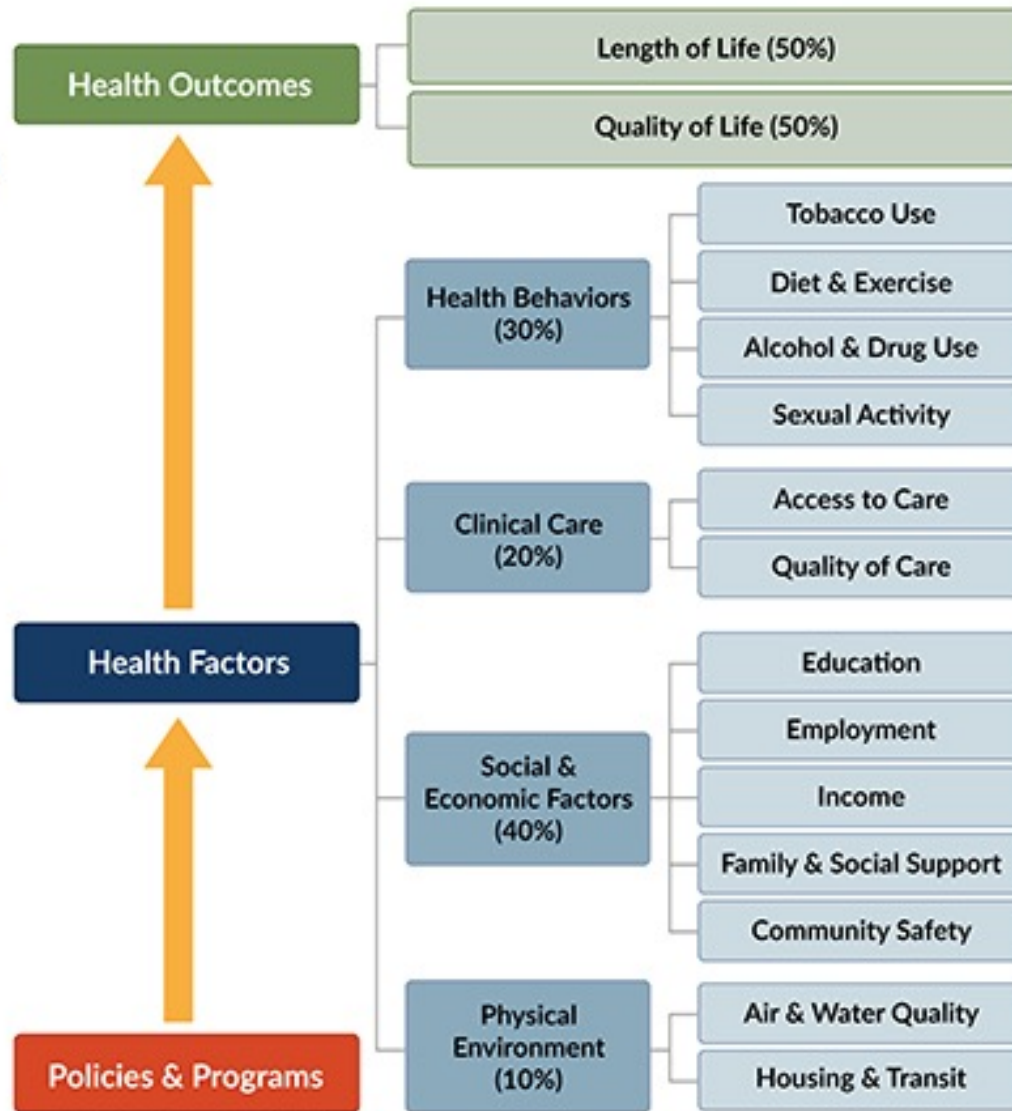 Health Outcomes
Length of Life (50%)
Quality of Life (50%)
Health Factors
Health Behaviors
(30%)
Tobacco Use
Diet & Exercise
Alcohol & Drug Use
Sexual Activity
Clinical Care
(20%)
Access to Care
Quality of Care
Social &
Economic Factors
(40%)
Education
Employment
Income
Family & Social Support
Community Safety
Physical
Environment
(10%)
Air & Water Quality
Housing & Transit
Policies & Programs